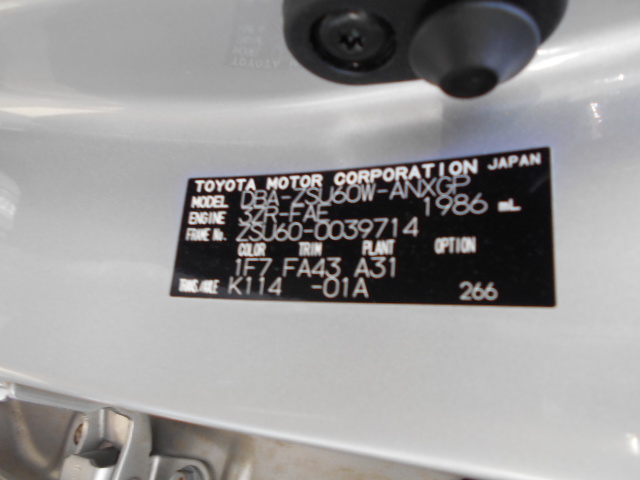 TOYOTA MOTOR CORPORATION JAPAN
MODEL DBA-ZSU60W-ANXGP
ENGINE 3ZR-FAE 1986 mL
FRAME No. ZSU60-0039714
COLOR TRIM PLANT OPTION
1F7 FA43 A31
TRANS/AXLE K114 -01A 266